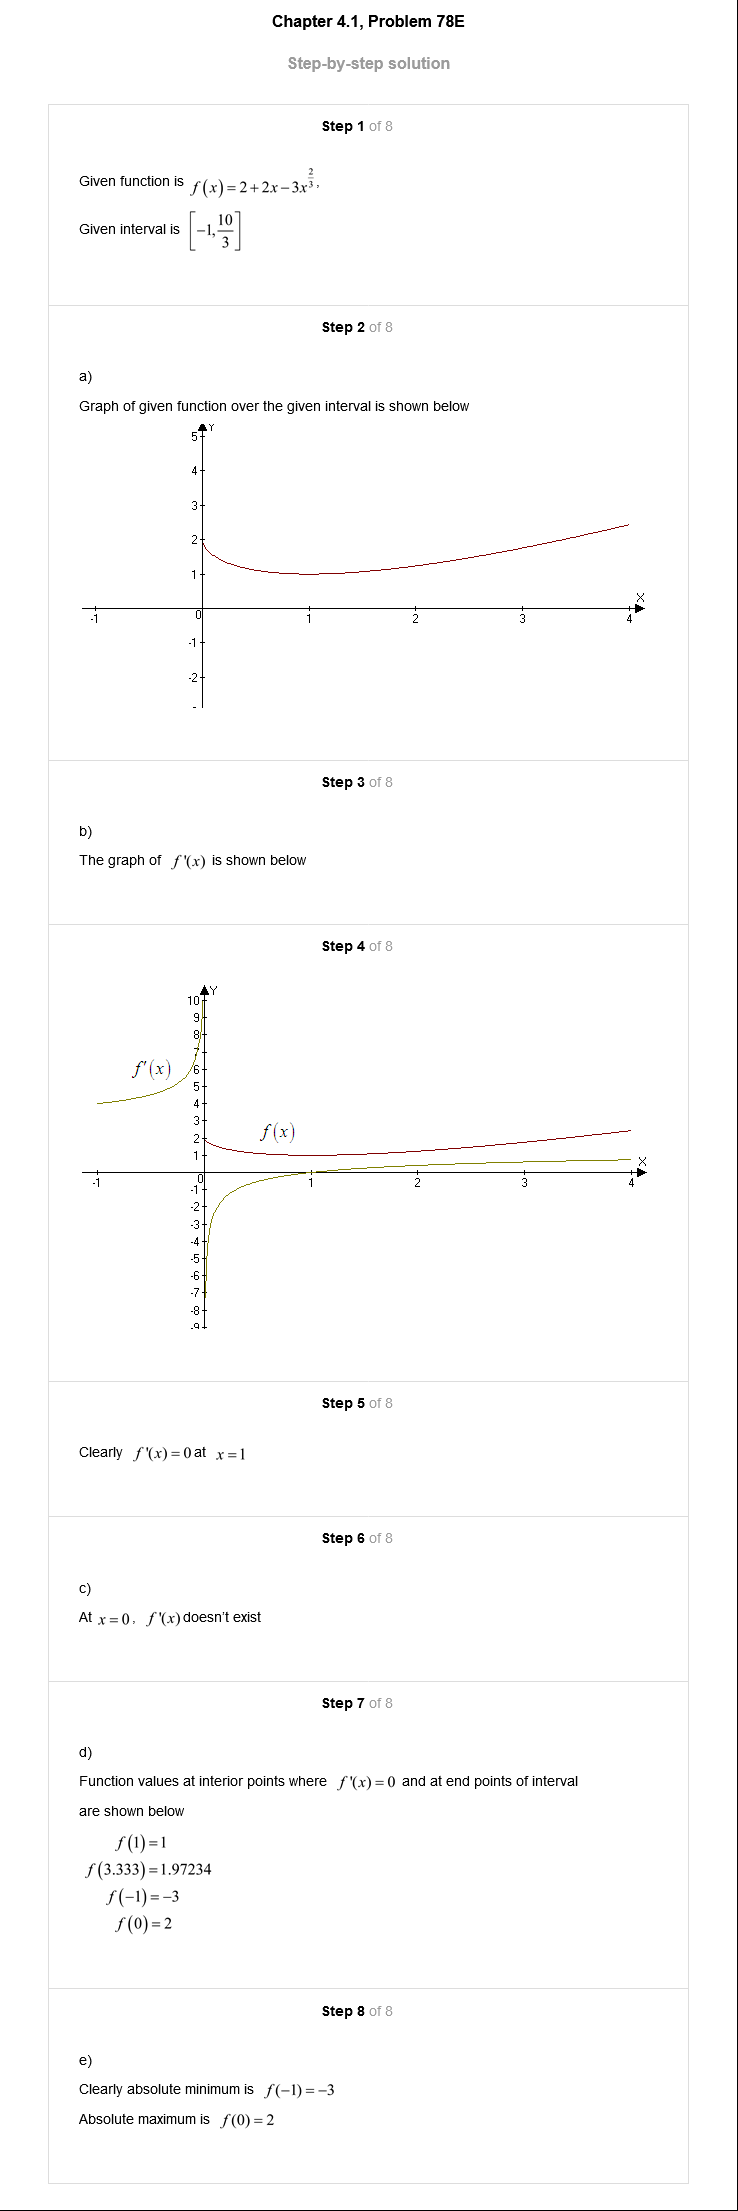 Chapter 4.1, Problem 78E
Step-by-step solution
Step 1 of 8
Given function is f(x)=2+2x−3x^(2/3),
Given interval is [−1, 10/3]
Step 2 of 8
a)
Graph of given function over the given interval is shown below
Y
5
4
3
2
1
X
-1 0 1 2 3 4
-1
-2
Step 3 of 8
b)
The graph of f'(x) is shown below
Step 4 of 8
Y
10
9
8
7
f'(x) 6
5
4
3
2 f(x)
1
X
-1 0 1 2 3 4
-1
-2
-3
-4
-5
-6
-7
-8
-9
Step 5 of 8
Clearly f'(x)=0 at x=1
Step 6 of 8
c)
At x=0, f'(x) doesn't exist
Step 7 of 8
d)
Function values at interior points where f'(x)=0 and at end points of interval
are shown below
f(1)=1
f(3.333)=1.97234
f(−1)=−3
f(0)=2
Step 8 of 8
e)
Clearly absolute minimum is f(−1)=−3
Absolute maximum is f(0)=2